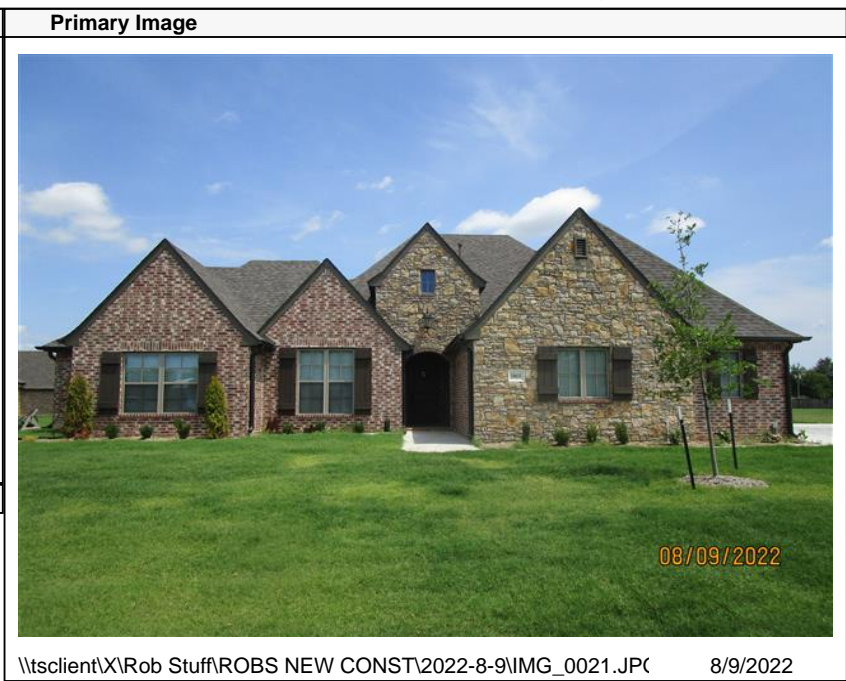 Primary Image
08/09/2022
\\tsclient\X\Rob Stuff\ROBS NEW CONST\2022-8-9\IMG_0021.JP 8/9/2022